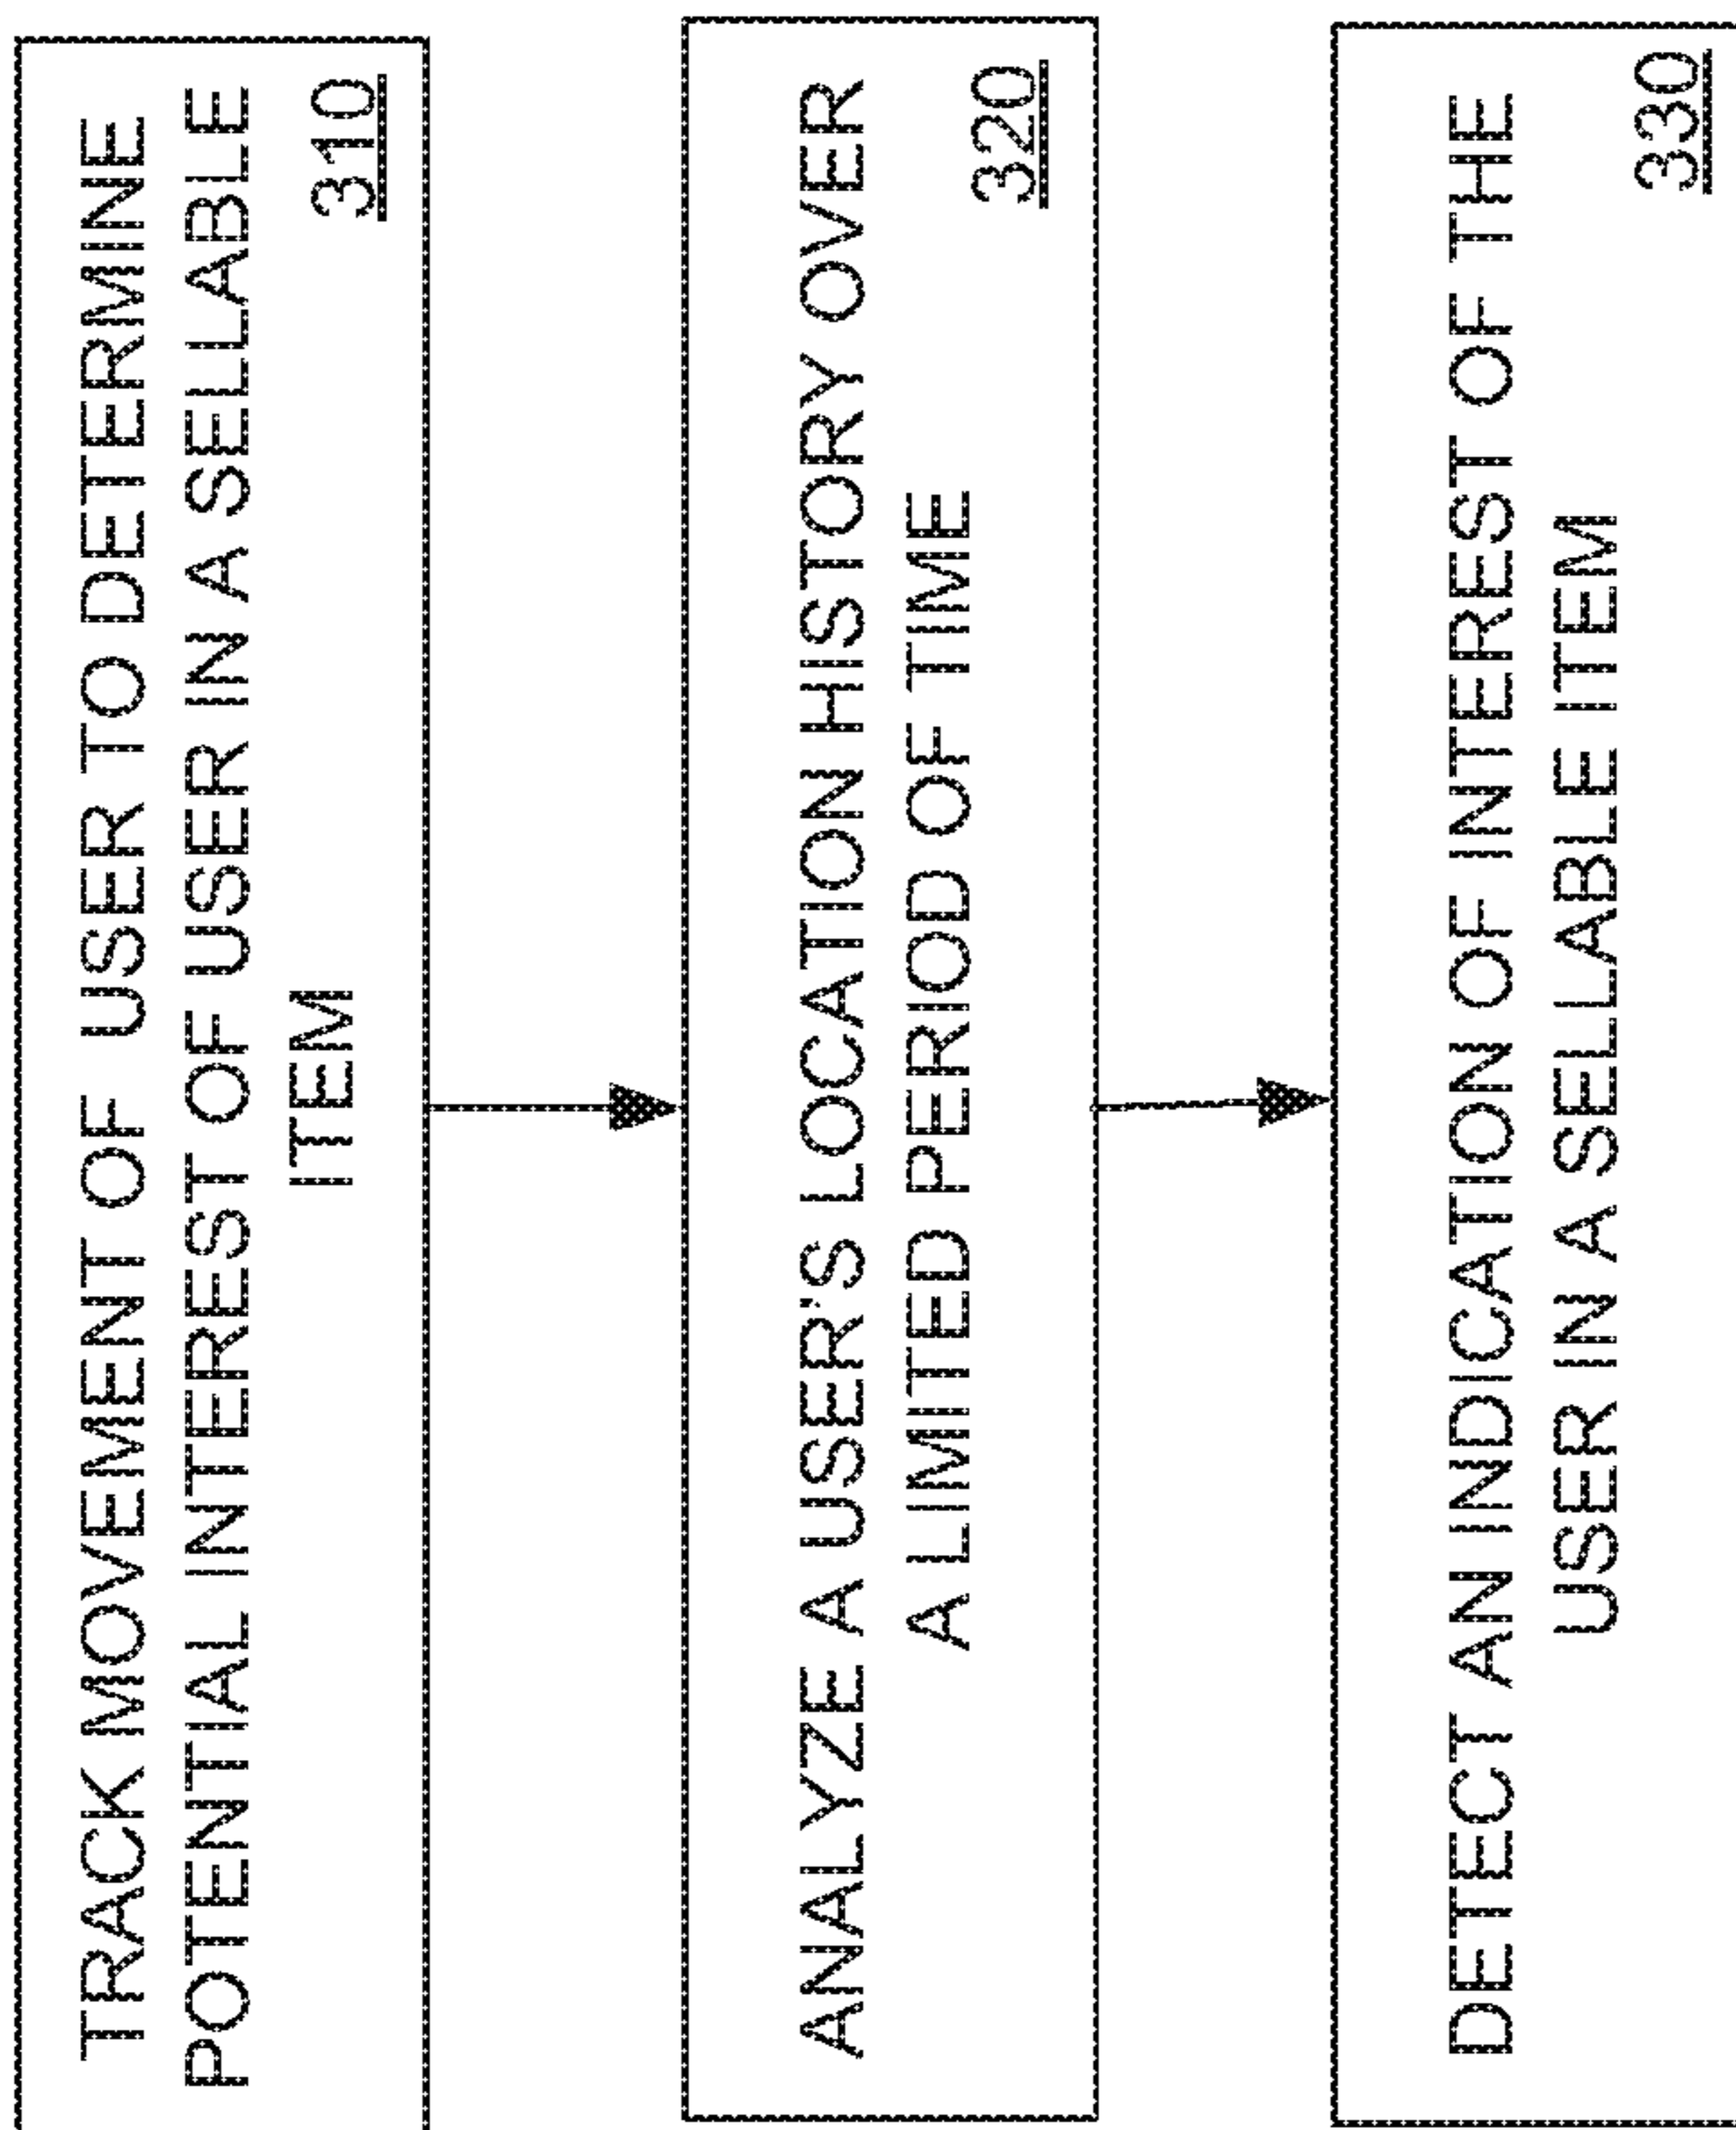 TRACK MOVEMENT OF USER TO DETERMINE
POTENTIAL INTEREST OF USER IN A SELLABLE
ITEM
310
ANALYZE A USER'S LOCATION HISTORY OVER
A LIMITED PERIOD OF TIME
320
DETECT AN INDICATION OF INTEREST OF THE
USER IN A SELLABLE ITEM
330